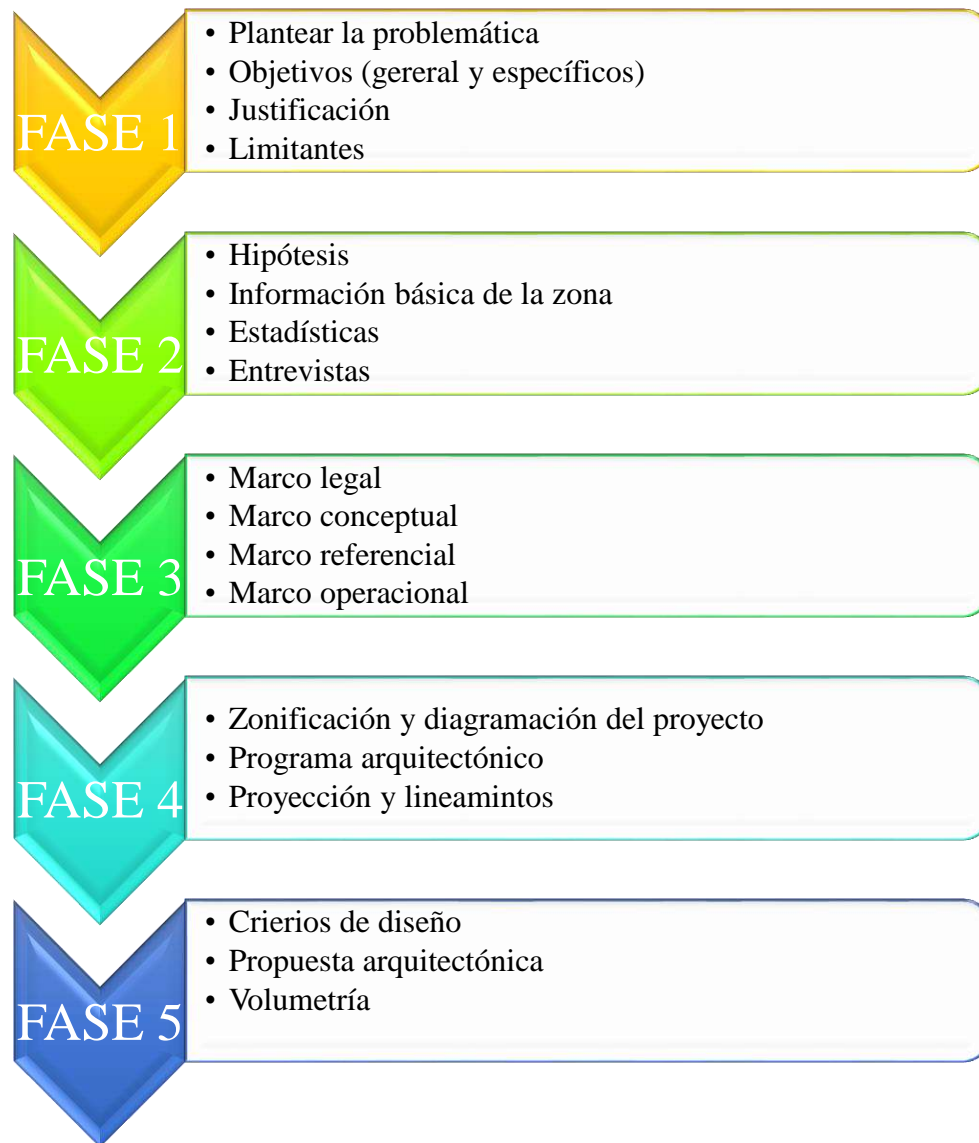 FASE 1
• Plantear la problemática
• Objetivos (gereral y específicos)
• Justificación
• Limitantes
FASE 2
• Hipótesis
• Información básica de la zona
• Estadísticas
• Entrevistas
FASE 3
• Marco legal
• Marco conceptual
• Marco referencial
• Marco operacional
FASE 4
• Zonificación y diagramación del proyecto
• Programa arquitectónico
• Proyección y lineamintos
FASE 5
• Crierios de diseño
• Propuesta arquitectónica
• Volumetría